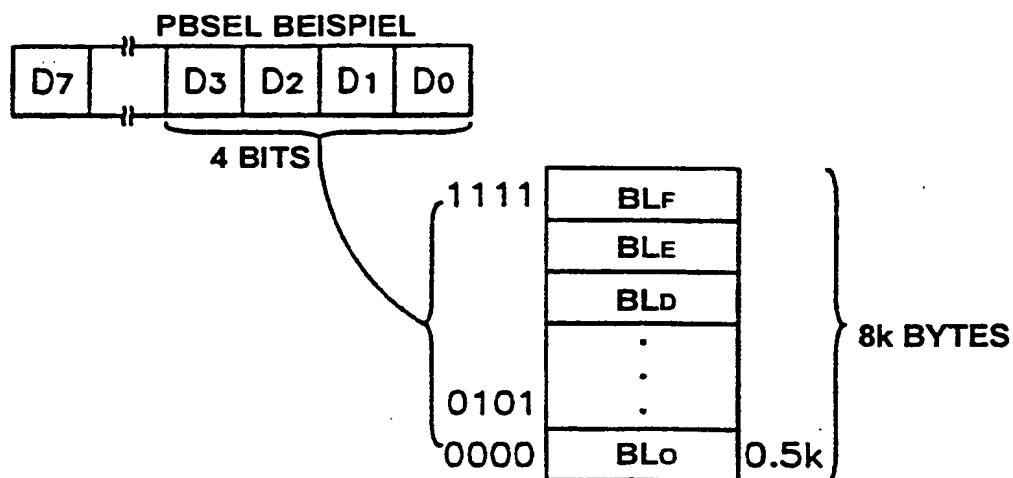 PBSEL BEISPIEL
D7 D3 D2 D1 D0
4 BITS
1111 BLF
BLE
BLD
8k BYTES
0101
0000 BL0 0.5k